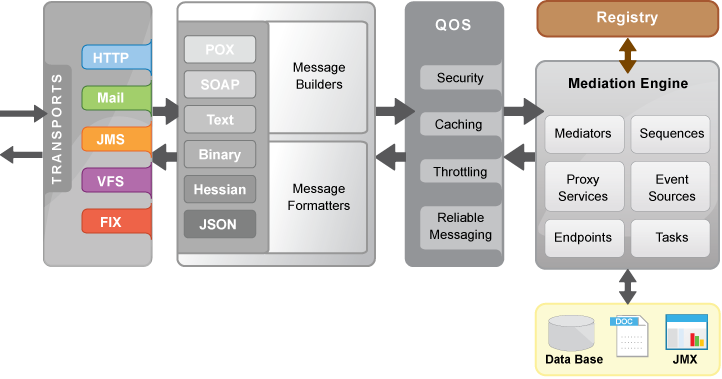 TRANSPORTS
HTTP
Mail
JMS
VFS
FIX
POX
SOAP
Text
Binary
Hessian
JSON
Message
Builders
Message
Formatters
QOS
Security
Caching
Throttling
Reliable
Messaging
Registry
Mediation Engine
Mediators
Sequences
Proxy
Services
Event
Sources
Endpoints
Tasks
Data Base
DOC
JMX